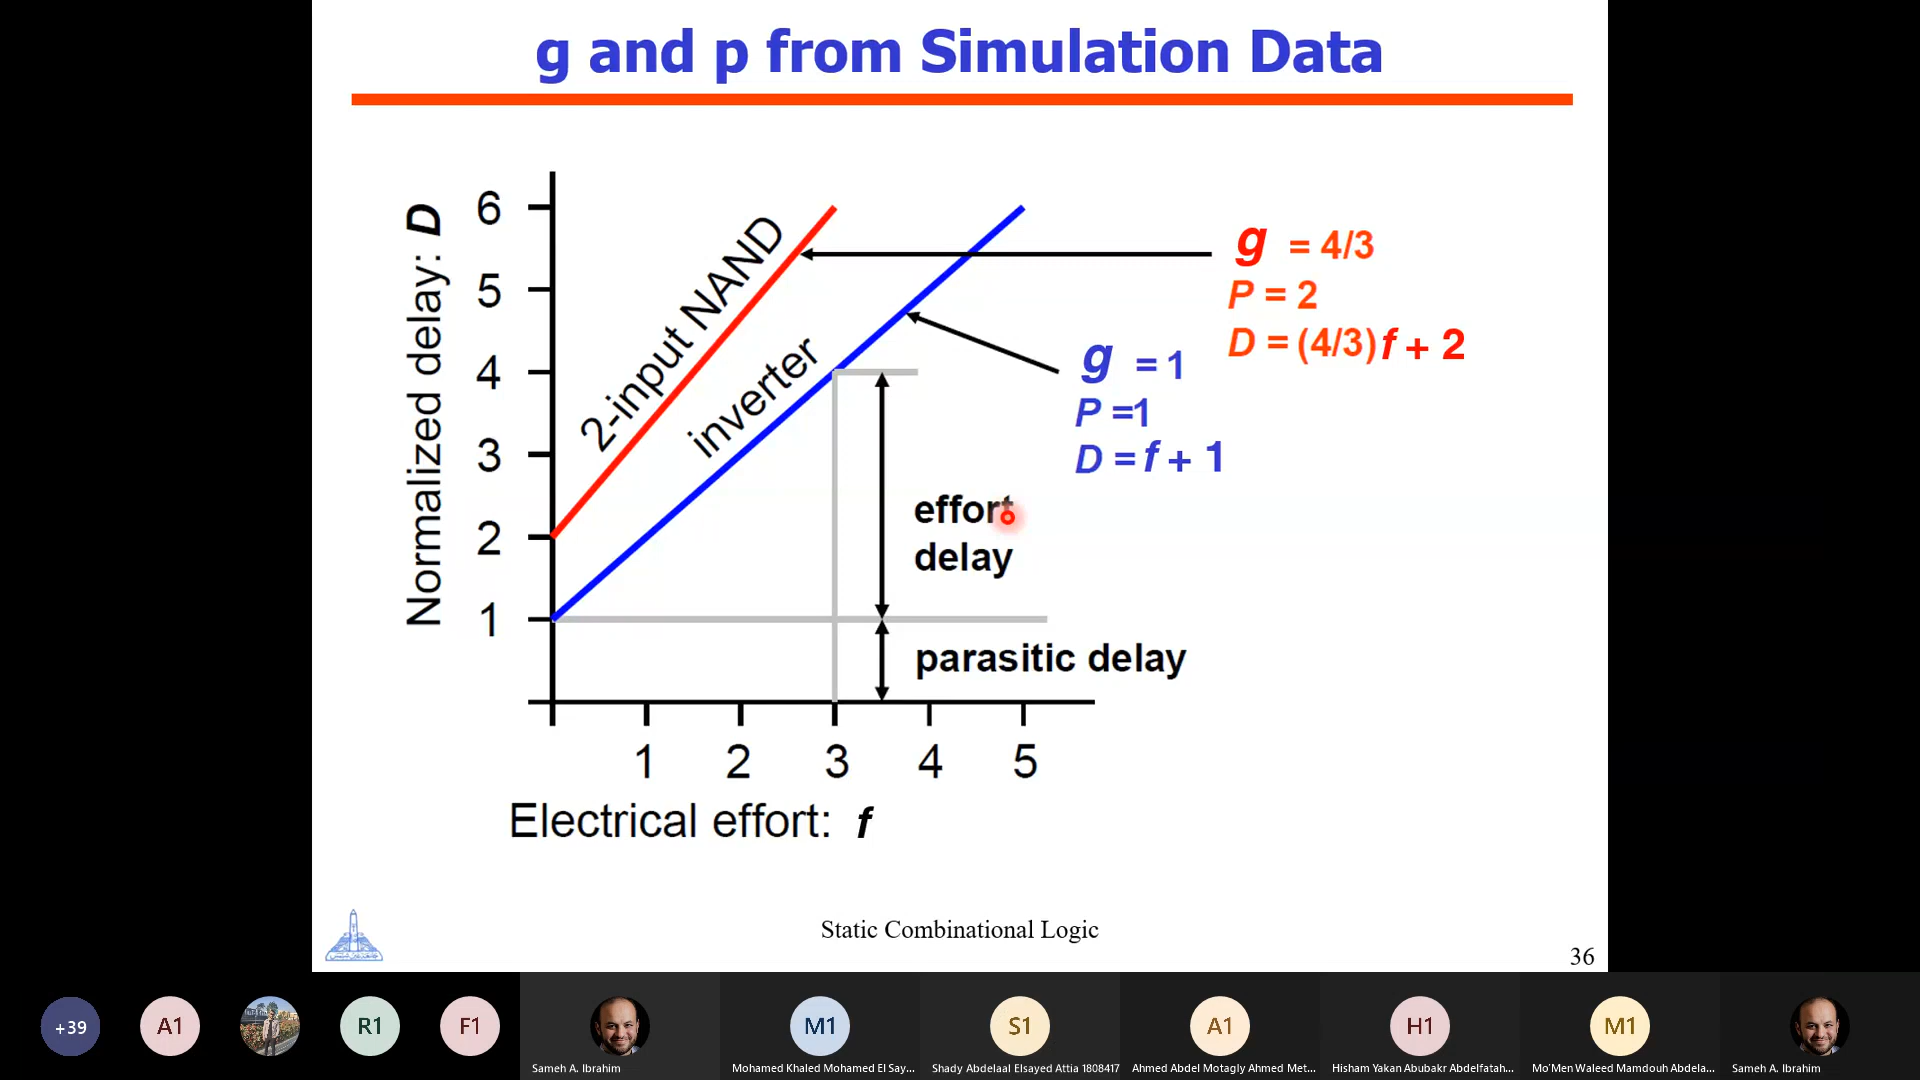 g and p from Simulation Data
Normalized delay: D
6
5
4
3
2
1
2-input NAND
inverter
g = 4/3
P = 2
D = (4/3)f + 2
g = 1
P =1
D = f + 1
effort
delay
parasitic delay
1 2 3 4 5
Electrical effort: f
Static Combinational Logic
36
+39
A1
R1
F1
Sameh A. Ibrahim
M1
Mohamed Khaled Mohamed El Say...
S1
Shady Abdelaal Elsayed Attia 1808417
A1
Ahmed Abdel Motagly Ahmed Met...
H1
Hisham Yakan Abubakr Abdelfatah...
M1
Mo'Men Waleed Mamdouh Abdela...
Sameh A. Ibrahim